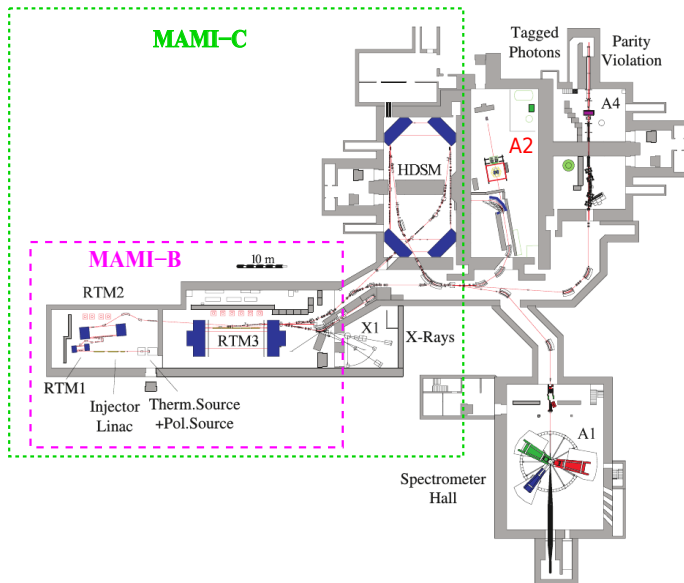 MAMI-C
Tagged
Photons
Parity
Violation
A4
A2
HDSM
MAMI-B
10 m
RTM2
X1
X-Rays
RTM3
RTM1
Injector
Linac
Therm.Source
+Pol.Source
A1
Spectrometer
Hall